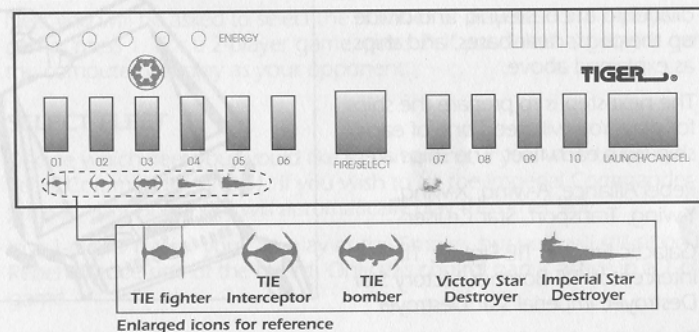 ENERGY
TIGER
01 02 03 04 05 06 FIRE/SELECT 07 08 09 10 LAUNCH/CANCEL
TIE fighter
TIE
Interceptor
TIE
bomber
Victory Star
Destroyer
Imperial Star
Destroyer
Enlarged icons for reference